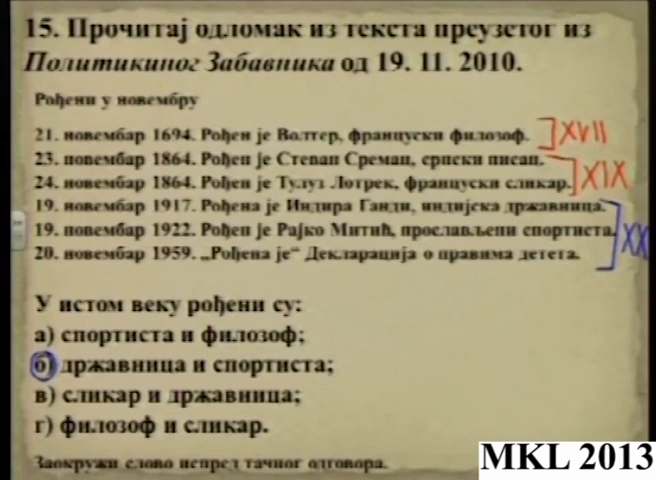 15. Прочитај одломак из текста преузетог из
Политикиног Забавника од 19. 11. 2010.
Рођени у новембру
21. новембар 1694. Рођен је Волтер, француски филозоф. XVII
23. новембар 1864. Рођен је Стеван Сремац, српски писац.
24. новембар 1864. Рођен је Тулуз Лотрек, француски сликар. XIX
19. новембар 1917. Рођена је Индира Ганди, индијска државница.
19. новембар 1922. Рођен је Рајко Митић, прослављени спортиста. XX
20. новембар 1959. „Рођена је“ Декларација о правима детета.
У истом веку рођени су:
а) спортиста и филозоф;
б) државница и спортиста;
в) сликар и државница;
г) филозоф и сликар.
Заокружи слово испред тачног одговора.
MKL 2013